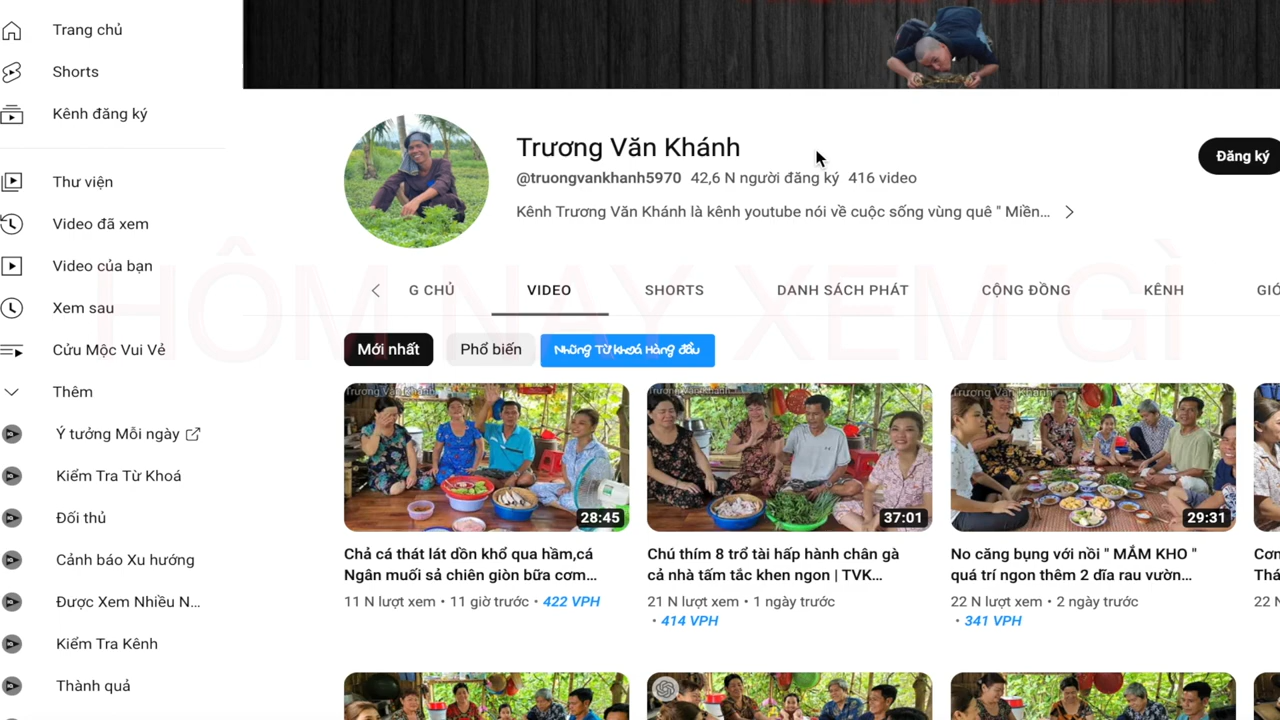 Trang chủ
Shorts
Kênh đăng ký
Thư viện
Video đã xem
Video của bạn
Xem sau
Cửu Mộc Vui Vẻ
Thêm
Ý tưởng Mỗi ngày
Kiểm Tra Từ Khoá
Đối thủ
Cảnh báo Xu hướng
Được Xem Nhiều N...
Kiểm Tra Kênh
Thành quả
Trương Văn Khánh
@truongvankhanh5970 42,6 N người đăng ký 416 video
Kênh Trương Văn Khánh là kênh youtube nói về cuộc sống vùng quê " Miền...
Đăng ký
HÔM NAY XEM GÌ
G CHỦ VIDEO SHORTS DANH SÁCH PHÁT CỘNG ĐỒNG KÊNH GIỚ
Mới nhất Phổ biến Những Từ Khoá Hàng đầu
Trương Văn Khánh
28:45
Chả cá thát lát dồn khổ qua hầm,cá
Ngân muối sả chiên giòn bữa cơm...
11 N lượt xem • 11 giờ trước • 422 VPH
Trương Văn Khánh
37:01
Chú thím 8 trổ tài hấp hành chân gà
cả nhà tấm tắc khen ngon | TVK...
21 N lượt xem • 1 ngày trước
• 414 VPH
Trương Văn Khánh
29:31
No căng bụng với nồi " MẮM KHO "
quá trí ngon thêm 2 dĩa rau vườn...
22 N lượt xem • 2 ngày trước
• 341 VPH
Cơn
Thá
22 N